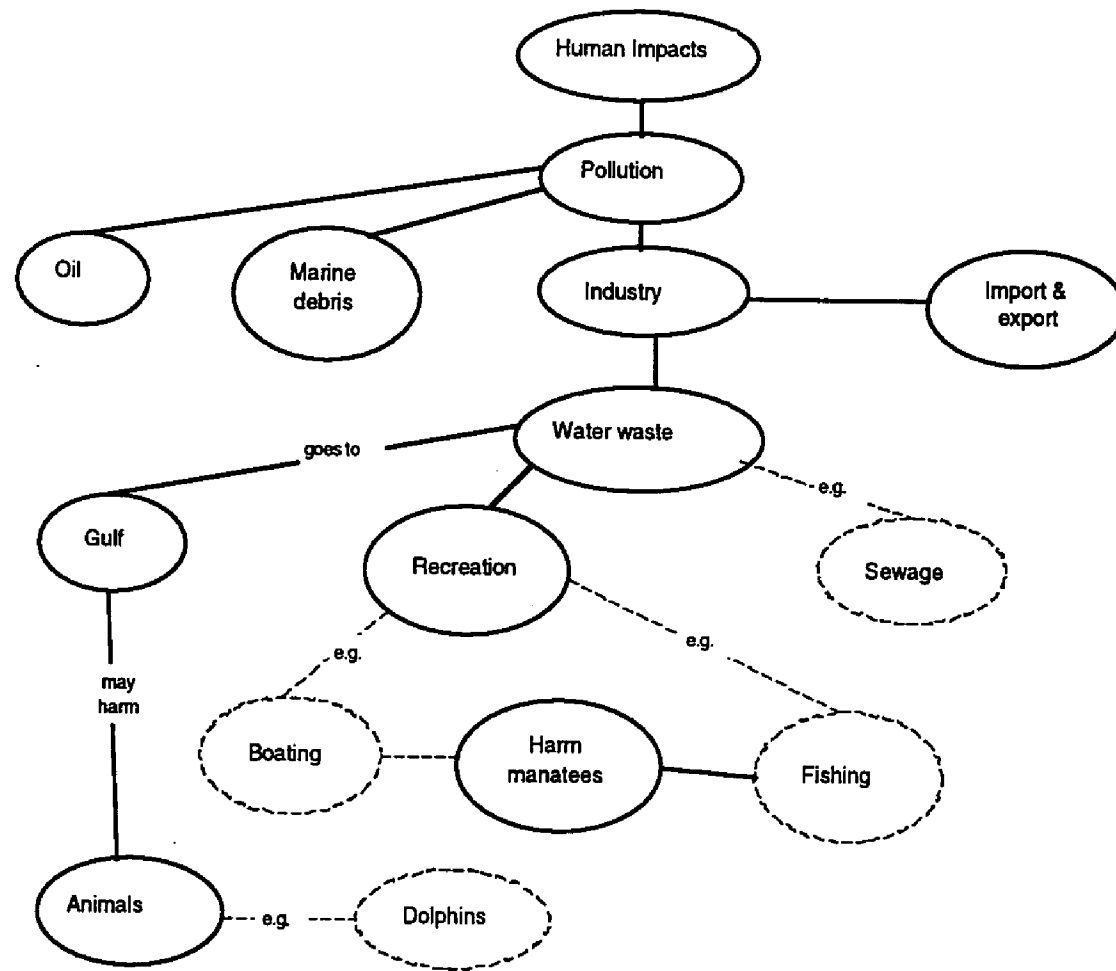 Human Impacts
Pollution
Oil
Marine
debris
Industry
Import &
export
Water waste
goes to
e.g.
Gulf
Recreation
Sewage
e.g.
e.g.
may
harm
Boating
Harm
manatees
Fishing
Animals
e.g.
Dolphins